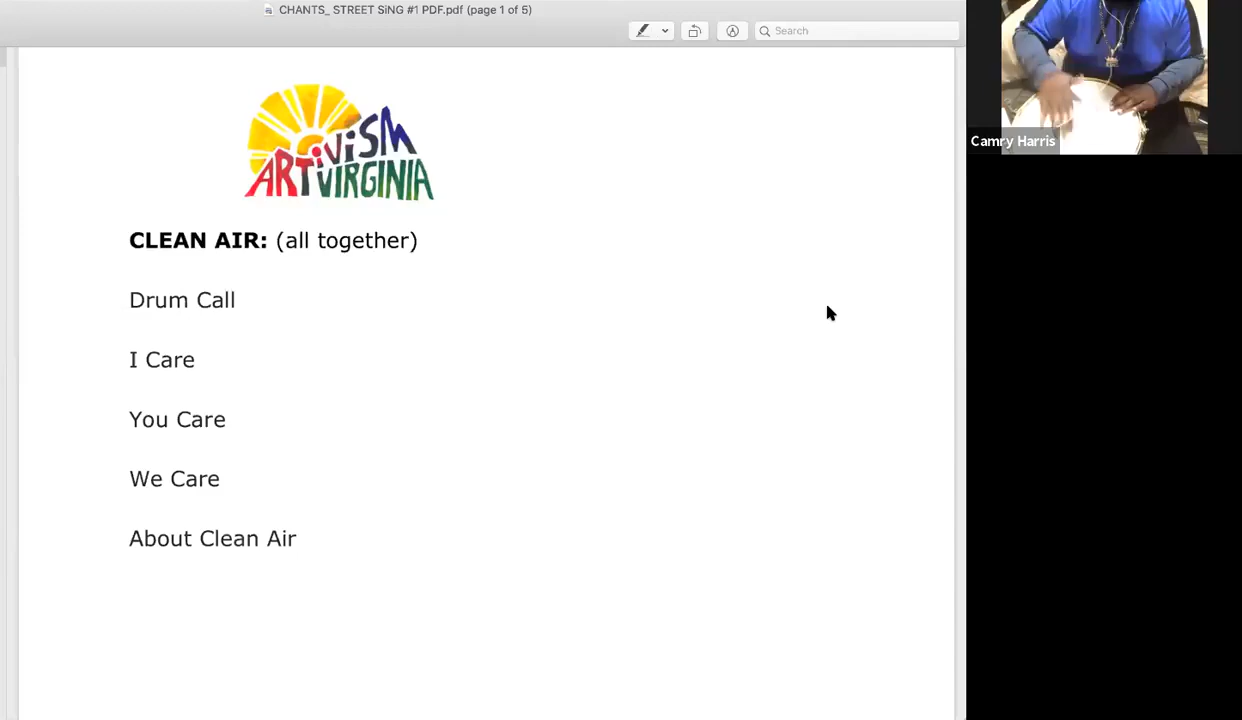 CHANTS_ STREET SiNG #1 PDF.pdf (page 1 of 5)
Search
ARTiViSM
VIRGINIA
Camry Harris
CLEAN AIR: (all together)
Drum Call
I Care
You Care
We Care
About Clean Air